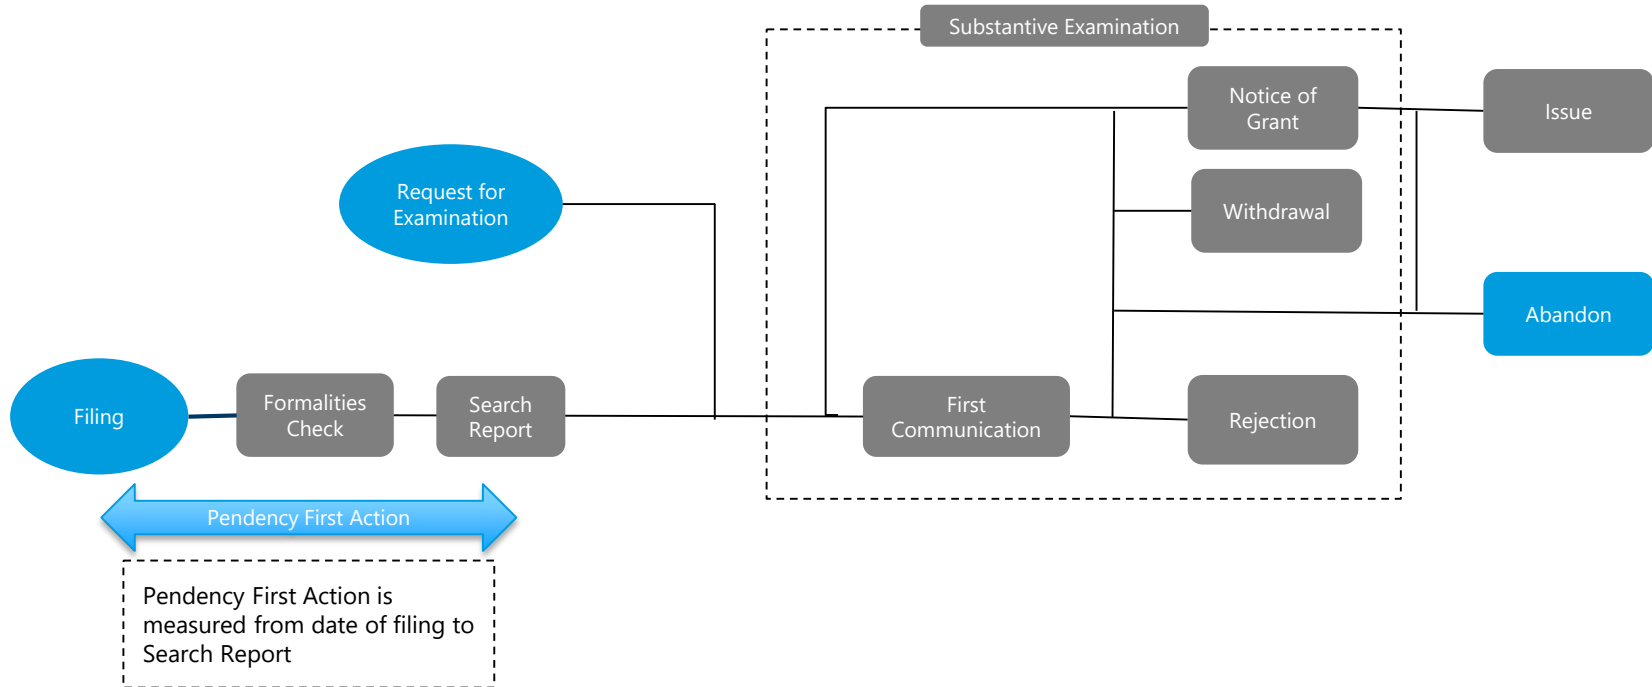 Substantive Examination
Notice of
Grant
Issue
Request for
Examination
Withdrawal
Abandon
Filing
Formalities
Check
Search
Report
First
Communication
Rejection
Pendency First Action
Pendency First Action is
measured from date of filing to
Search Report